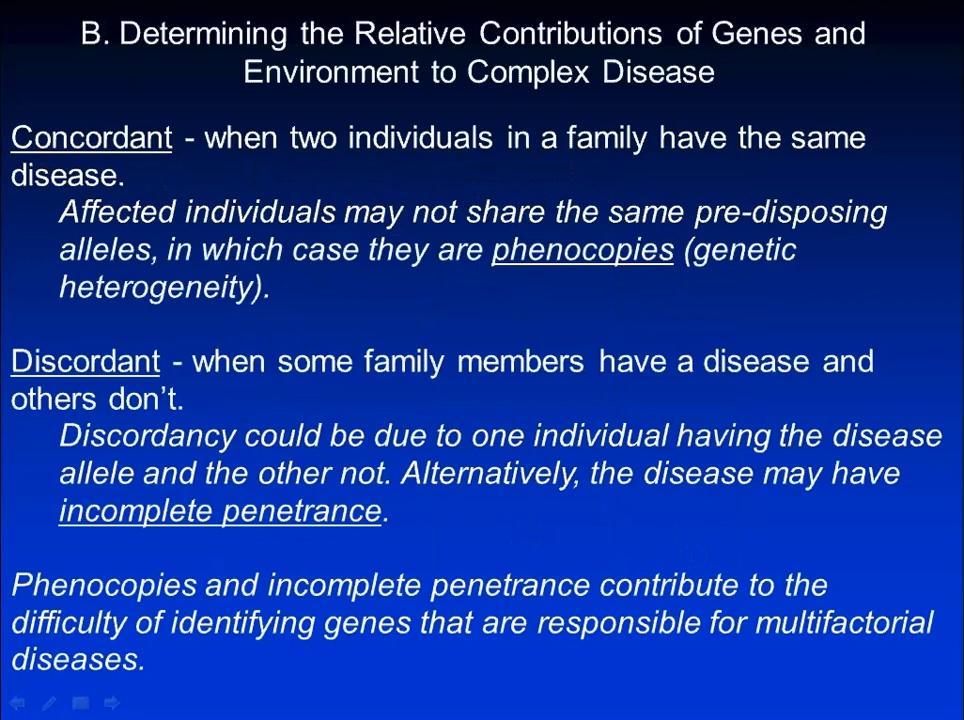 B. Determining the Relative Contributions of Genes and
Environment to Complex Disease
Concordant - when two individuals in a family have the same
disease.
Affected individuals may not share the same pre-disposing
alleles, in which case they are phenocopies (genetic
heterogeneity).
Discordant - when some family members have a disease and
others don't.
Discordancy could be due to one individual having the disease
allele and the other not. Alternatively, the disease may have
incomplete penetrance.
Phenocopies and incomplete penetrance contribute to the
difficulty of identifying genes that are responsible for multifactorial
diseases.